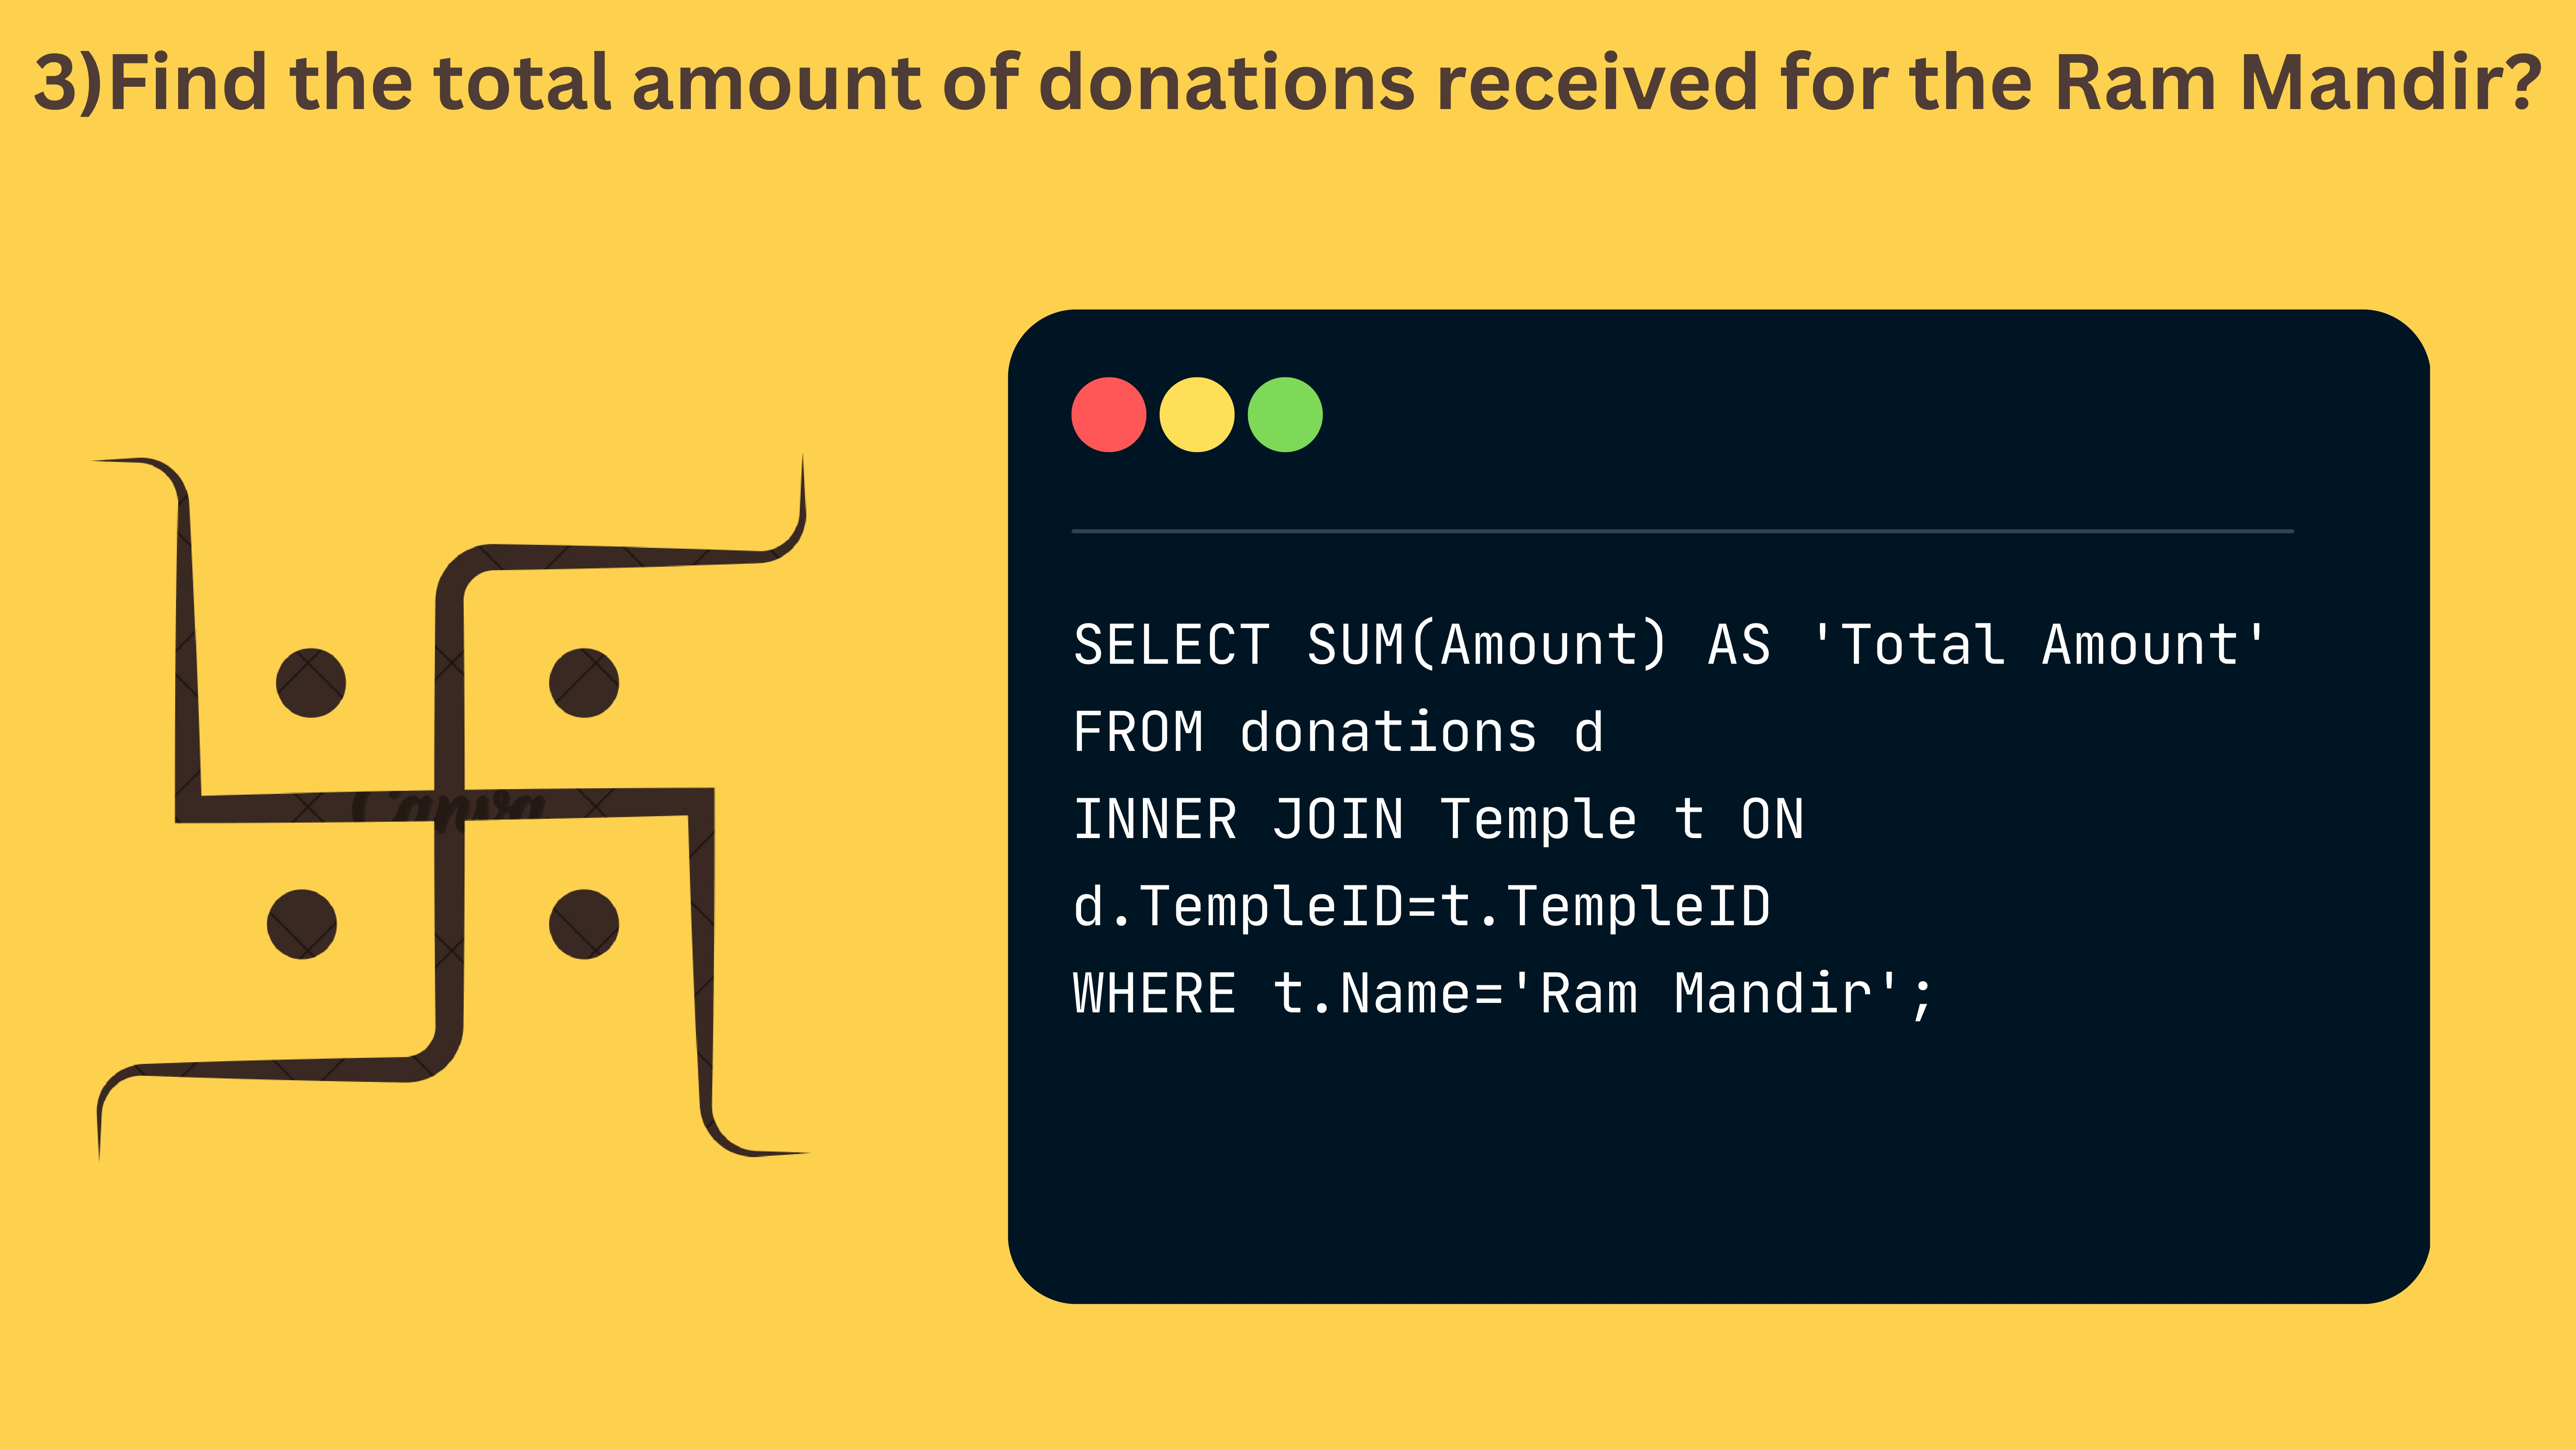 3)Find the total amount of donations received for the Ram Mandir?
Canva
SELECT SUM(Amount) AS 'Total Amount'
FROM donations d
INNER JOIN Temple t ON
d.TempleID=t.TempleID
WHERE t.Name='Ram Mandir';